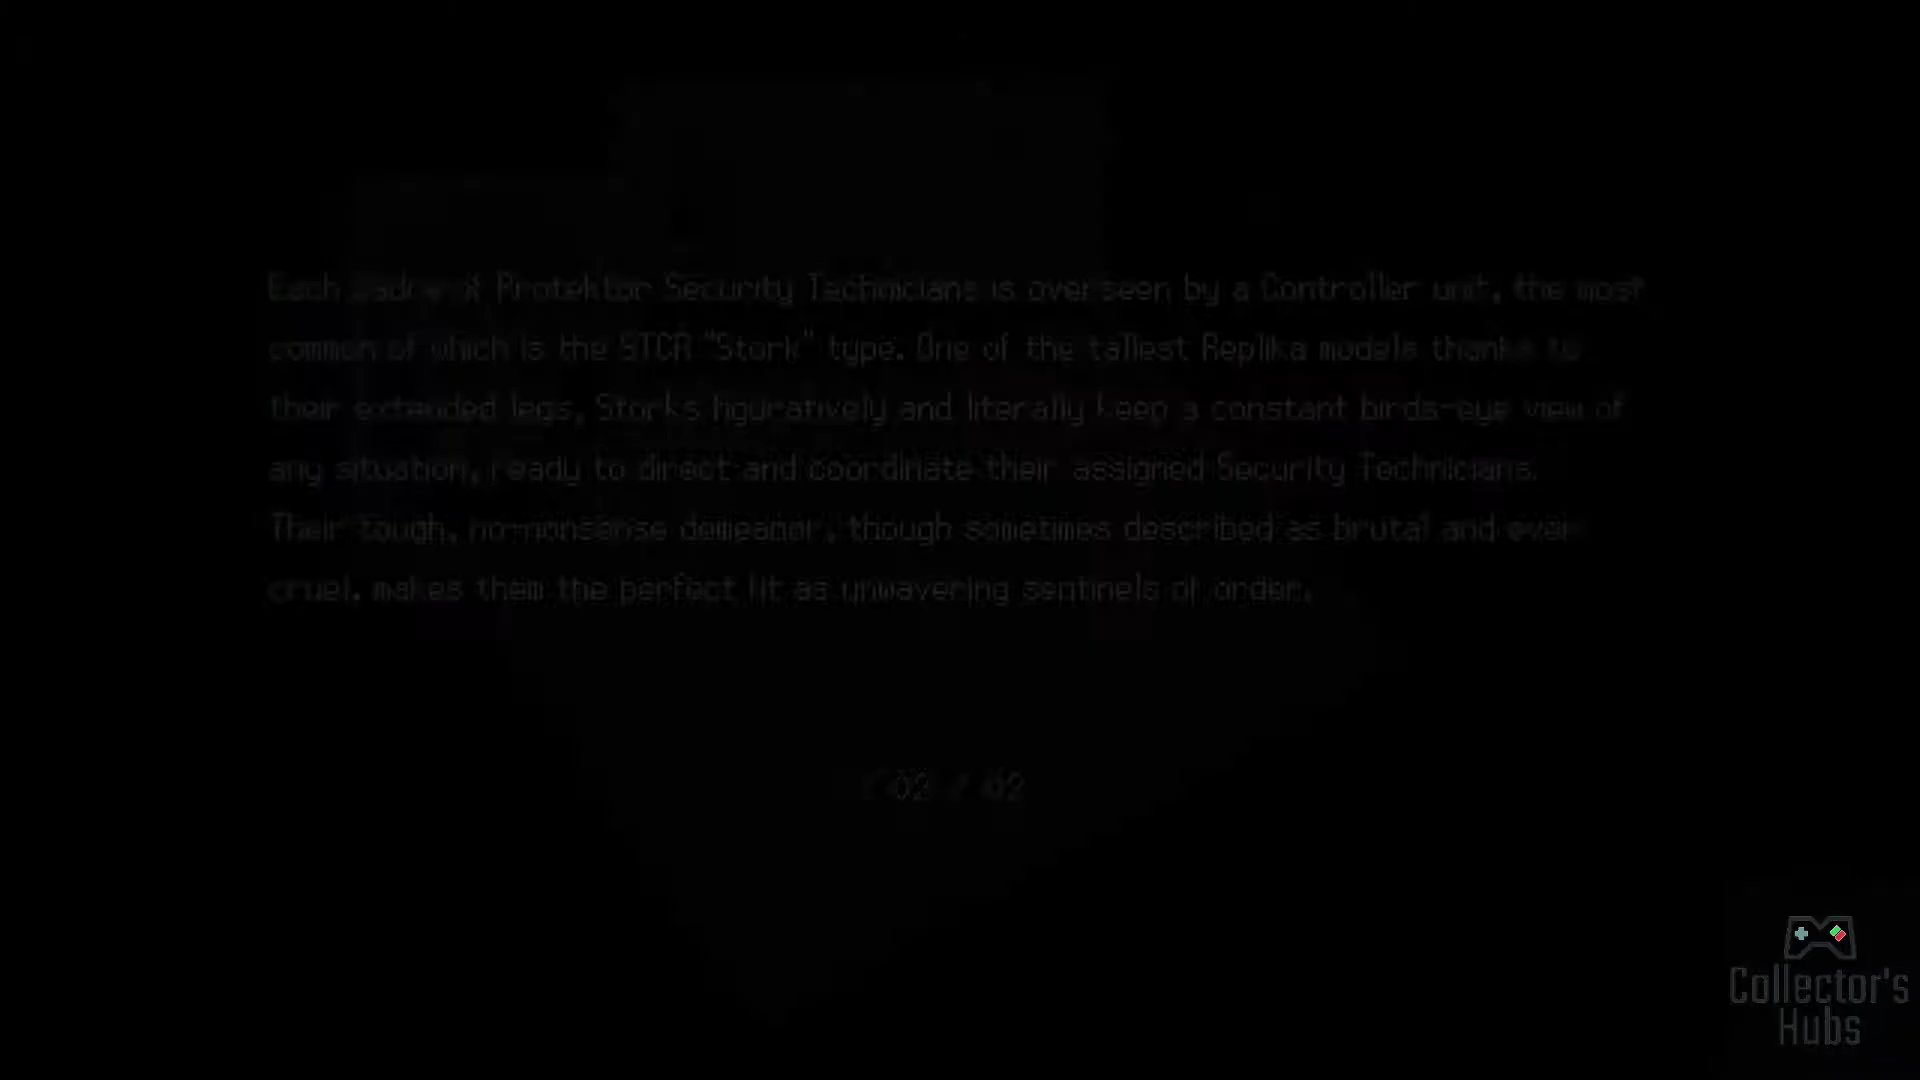 Each Cadre of Protektor Security Technicians is overseen by a Controller unit, the most
common of which is the STCR "Stork" type. One of the tallest Replika models thanks to
their extended legs, Storks figuratively and literally keep a constant birds-eye view of
any situation, ready to direct and coordinate their assigned Security Technicians.
Their tough, no-nonsense demeanor, though sometimes described as brutal and even
cruel, makes them the perfect fit as unwavering sentinels of order.
/ 02 / 02
Collector's
Hubs